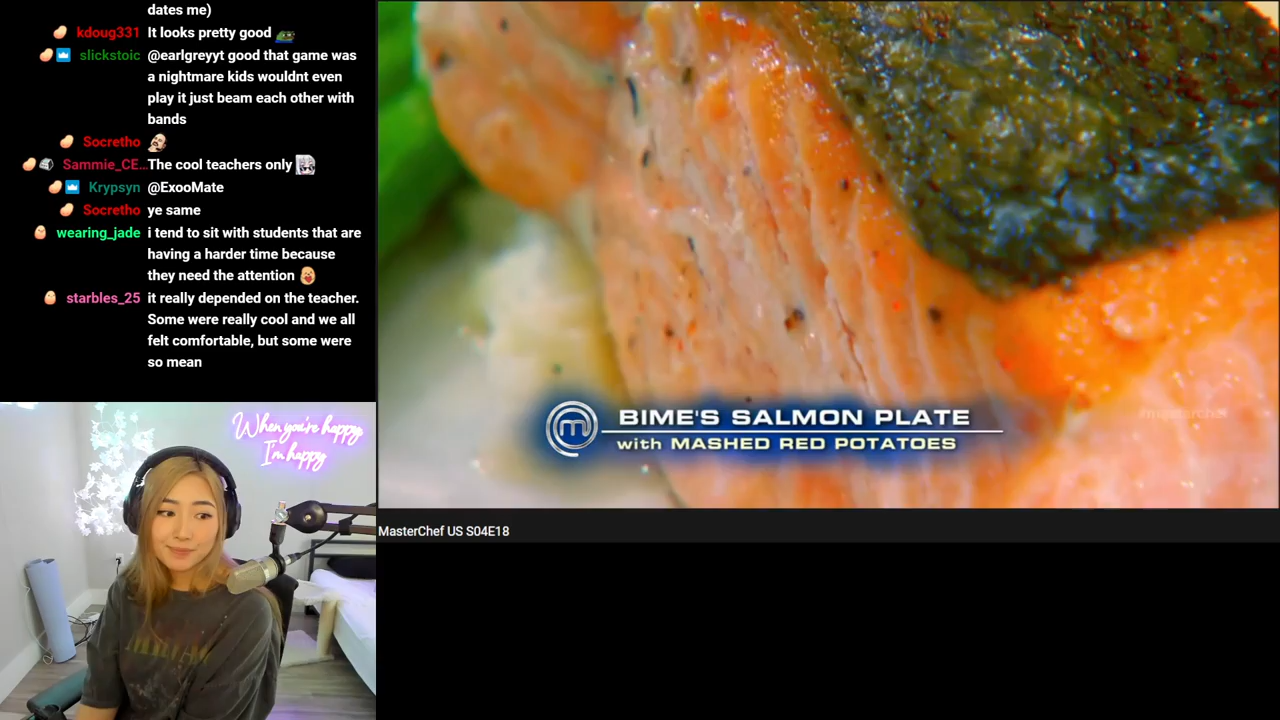 dates me)
kdoug331 It looks pretty good
slickstoic @earlgreyyt good that game was
a nightmare kids wouldnt even
play it just beam each other with
bands
Socretho
Sammie_CE... The cool teachers only
Krypsyn @ExooMate
Socretho ye same
wearing_jade i tend to sit with students that are
having a harder time because
they need the attention
starbles_25 it really depended on the teacher.
Some were really cool and we all
felt comfortable, but some were
so mean
When you're happy
I'm happy
#masterchef
m
BIME'S SALMON PLATE
with MASHED RED POTATOES
MasterChef US S04E18